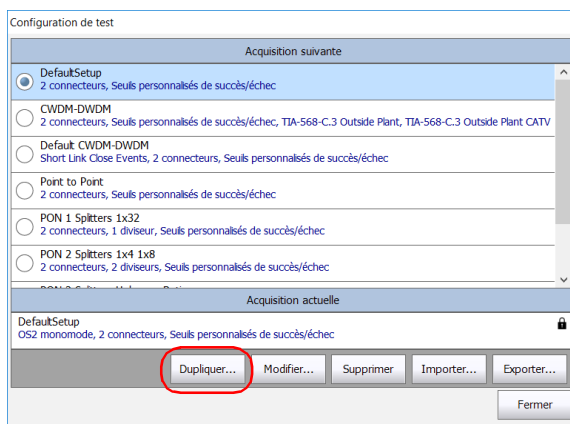 Configuration de test
Acquisition suivante
DefaultSetup
2 connecteurs, Seuils personnalisés de succès/échec
CWDM-DWDM
2 connecteurs, Seuils personnalisés de succès/échec, TIA-568-C.3 Outside Plant, TIA-568-C.3 Outside Plant CATV
Default CWDM-DWDM
Short Link Close Events, 2 connecteurs, Seuils personnalisés de succès/échec
Point to Point
2 connecteurs, Seuils personnalisés de succès/échec
PON 1 Splitters 1x32
2 connecteurs, 1 diviseur, Seuils personnalisés de succès/échec
PON 2 Splitters 1x4 1x8
2 connecteurs, 2 diviseurs, Seuils personnalisés de succès/échec
Acquisition actuelle
DefaultSetup
OS2 monomode, 2 connecteurs, Seuils personnalisés de succès/échec
Dupliquer... Modifier... Supprimer Importer... Exporter...
Fermer